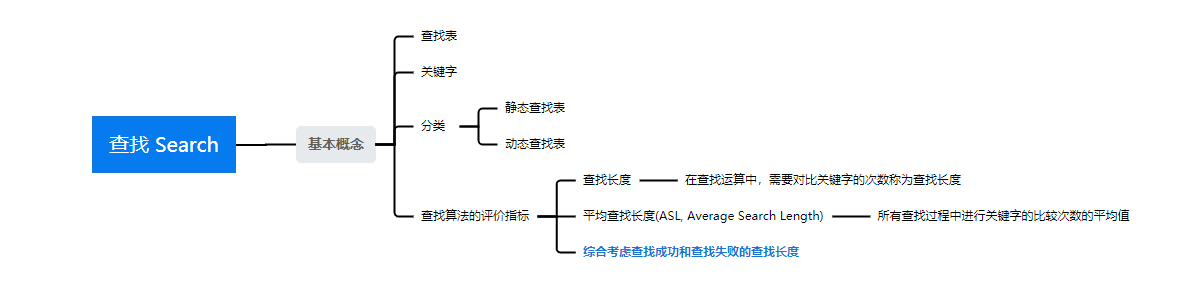 查找 Search
基本概念
查找表
关键字
分类
静态查找表
动态查找表
查找算法的评价指标
查找长度
在查找运算中，需要对比关键字的次数称为查找长度
平均查找长度(ASL, Average Search Length)
所有查找过程中进行关键字的比较次数的平均值
综合考虑查找成功和查找失败的查找长度